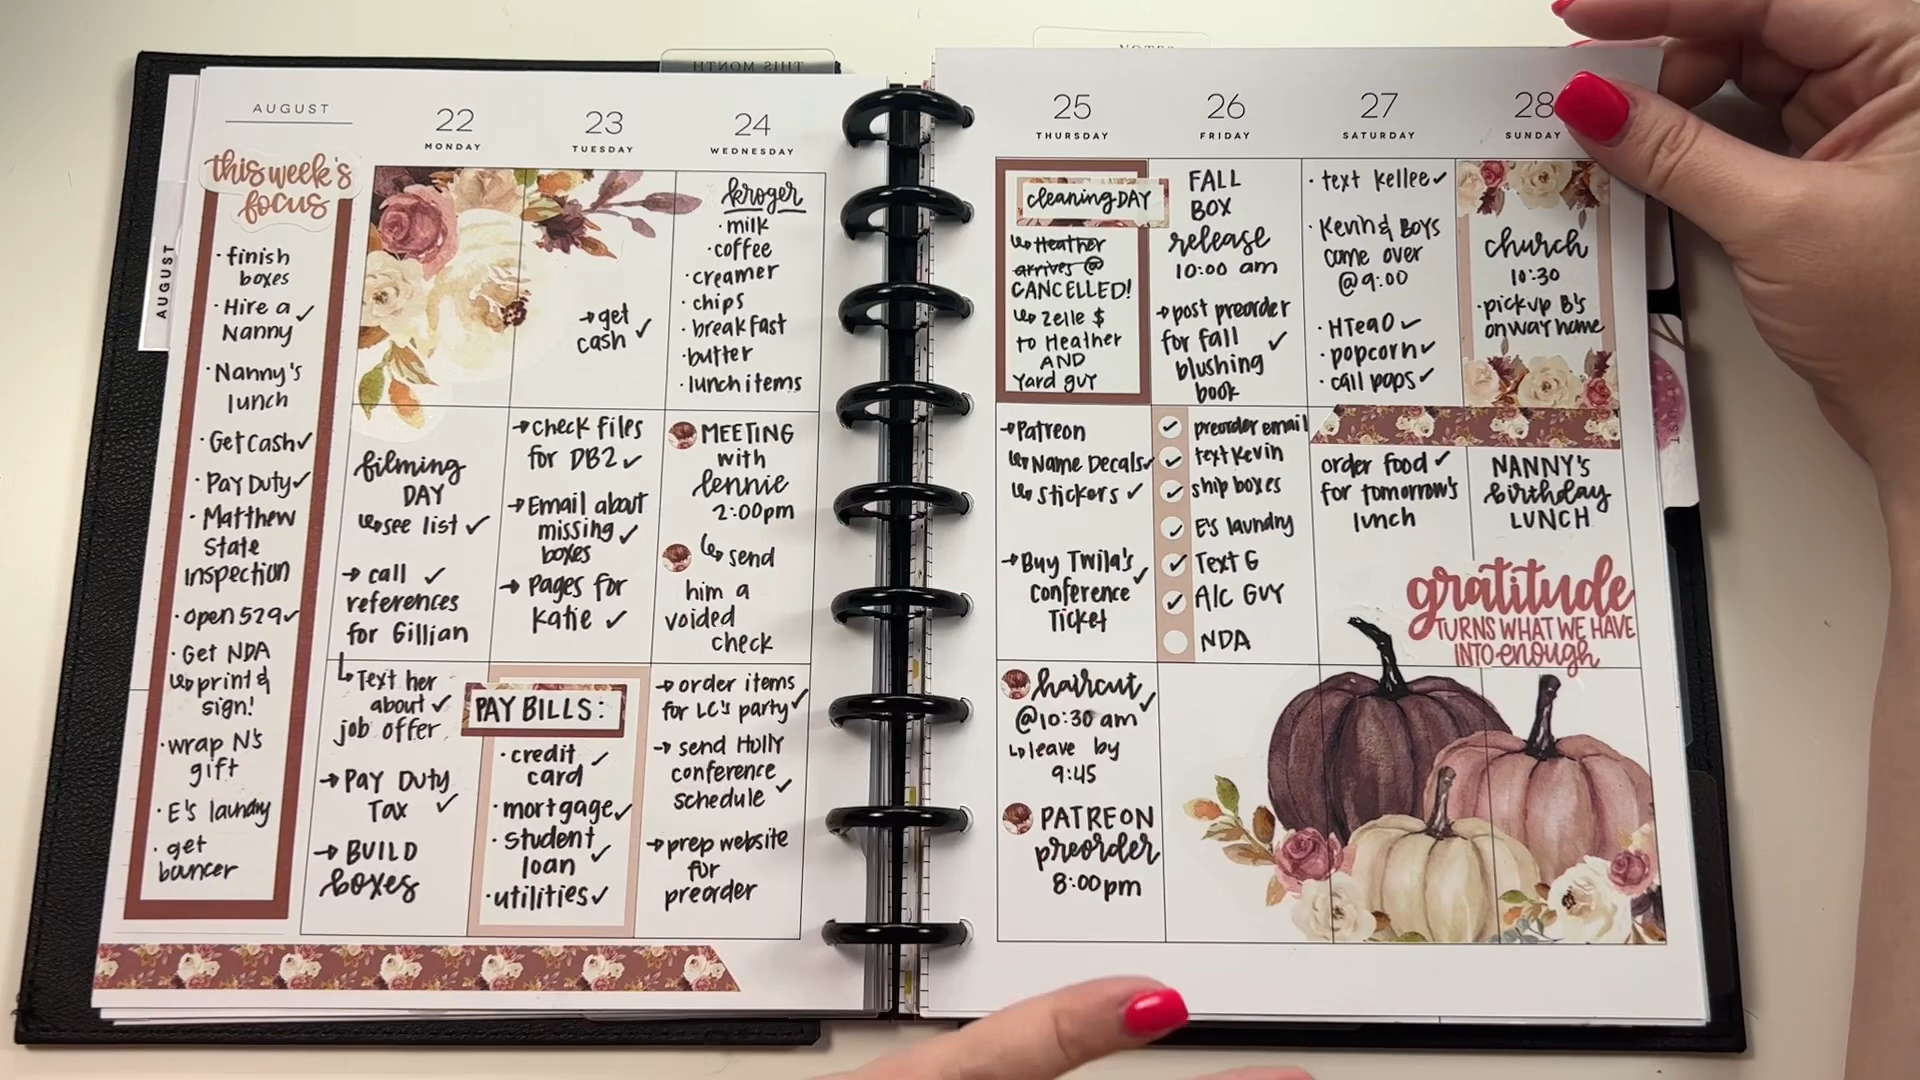 THIS MONTH
NOTES
AUGUST
AUGUST
this week's
focus
· finish
boxes
· Hire a ✓
Nanny
· Nanny's
lunch
· Get Cash ✓
· Pay Duty ✓
· Matthew
State
Inspection
· open 529 ✓
· Get NDA
↳ print &
sign!
· wrap N's
gift
· E's laundry
· get
bouncer
22
MONDAY
filming
DAY
↳ see list ✓
→ call ✓
references
for Gillian
↳ Text her
about ✓
job offer
→ Pay Duty
Tax ✓
→ BUILD
boxes
23
TUESDAY
→ get
cash ✓
→ check files
for DB2 ✓
→ Email about
missing ✓
boxes
→ Pages for
Katie ✓
PAY BILLS:
· credit ✓
card
· mortgage ✓
· student
loan ✓
· utilities ✓
24
WEDNESDAY
kroger
· milk
· coffee
· creamer
· chips
· breakfast
· butter
· lunch items
MEETING
with
lennie
2:00pm
↳ send
him a
voided
check
→ order items
for LC's party ✓
→ send Holly
conference
schedule ✓
→ prep website
for
preorder
25
THURSDAY
cleaning DAY
↳ Heather
arrives @
CANCELLED!
↳ Zelle $
to Heather
AND
Yard guy
→ Patreon
↳ Name Decals ✓
↳ Stickers ✓
→ Buy Twila's
Conference ✓
Ticket
haircut ✓
@10:30 am
↳ leave by
9:45
PATREON
preorder
8:00pm
26
FRIDAY
FALL
BOX
release
10:00 am
→ post preorder
for fall ✓
blushing
book
✓ preorder email
✓ text Kevin
✓ ship boxes
✓ E's laundry
✓ Text G
✓ A/C GUY
NDA
27
SATURDAY
· text Kellee ✓
· Kevin & Boys
come over
@9:00
· HTeaO ✓
· popcorn ✓
· call pops ✓
order food ✓
for tomorrow's
lunch
28
SUNDAY
church
10:30
· pick up B's
on way home
NANNY's
birthday
LUNCH
gratitude
TURNS WHAT WE HAVE
INTO enough